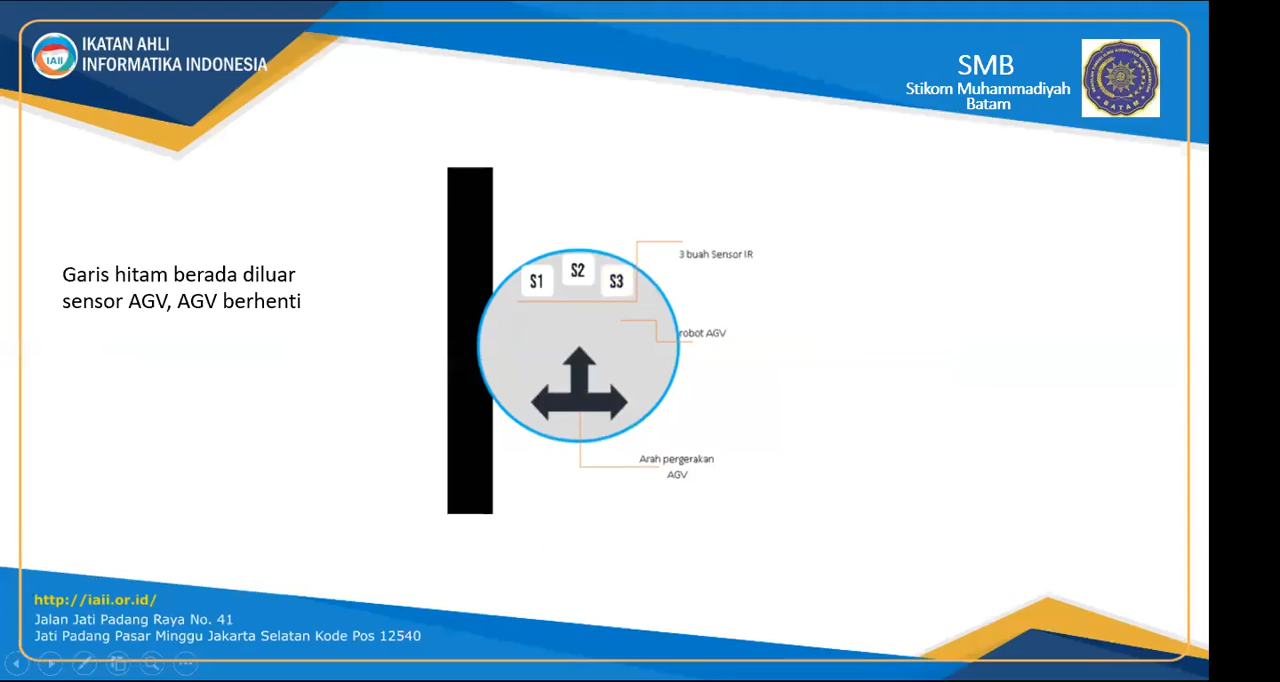 IKATAN AHLI
INFORMATIKA INDONESIA
IAII
SMB
Stikom Muhammadiyah
Batam
BATAM
Garis hitam berada diluar
sensor AGV, AGV berhenti
S1
S2
S3
3 buah Sensor IR
robot AGV
Arah pergerakan
AGV
http://iaii.or.id/
Jalan Jati Padang Raya No. 41
Jati Padang Pasar Minggu Jakarta Selatan Kode Pos 12540